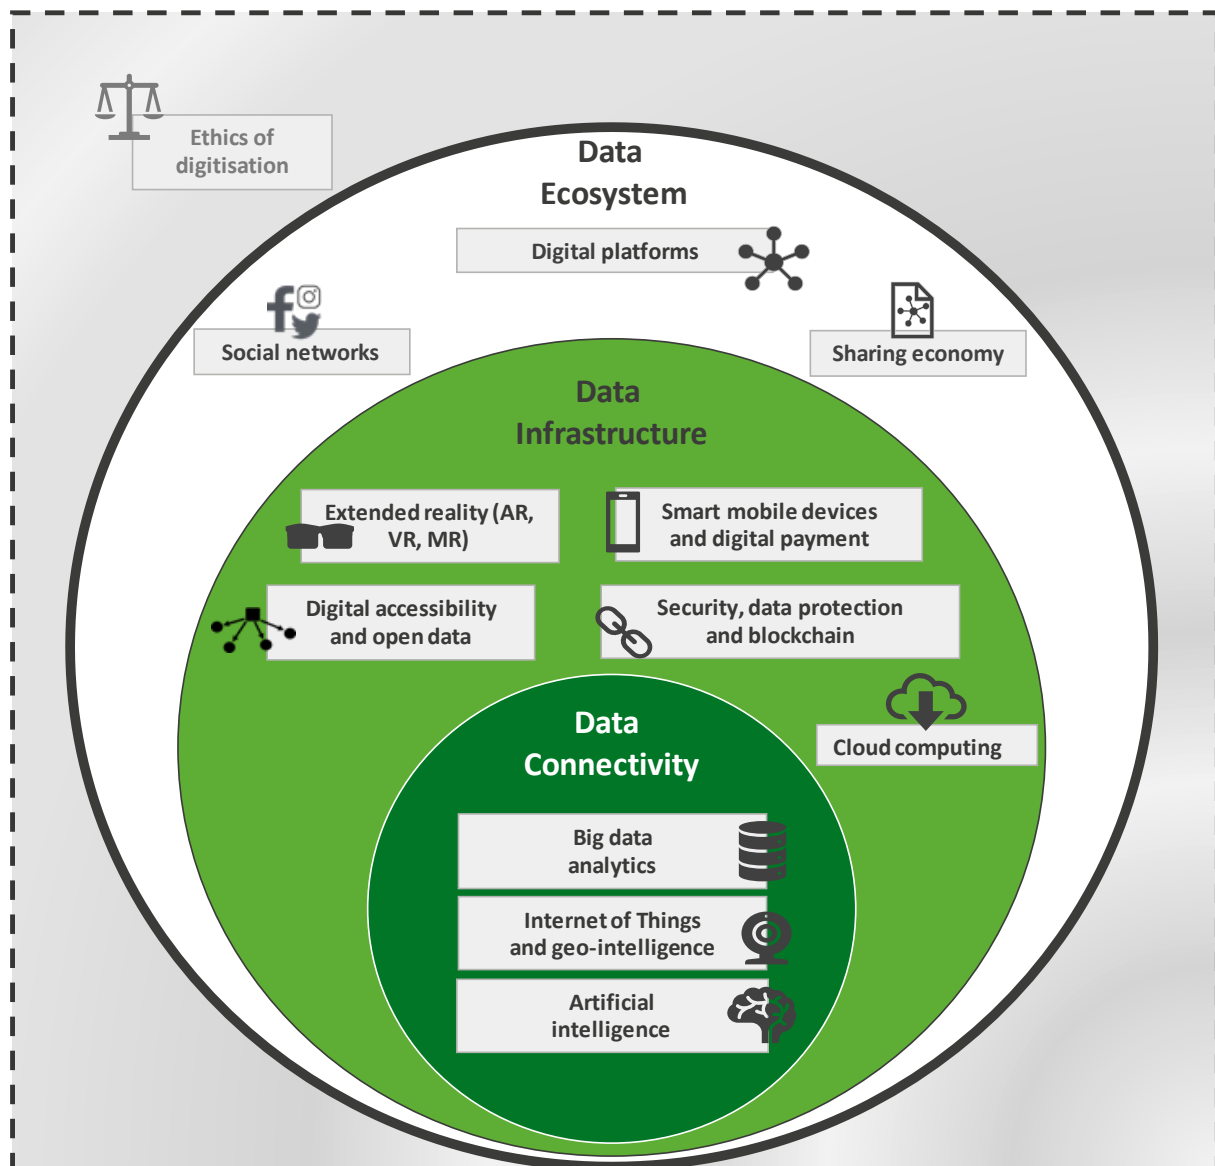 Ethics of
digitisation
Data
Ecosystem
Digital platforms
Social networks
Sharing economy
Data
Infrastructure
Extended reality (AR,
VR, MR)
Smart mobile devices
and digital payment
Digital accessibility
and open data
Security, data protection
and blockchain
Cloud computing
Data
Connectivity
Big data
analytics
Internet of Things
and geo-intelligence
Artificial
intelligence